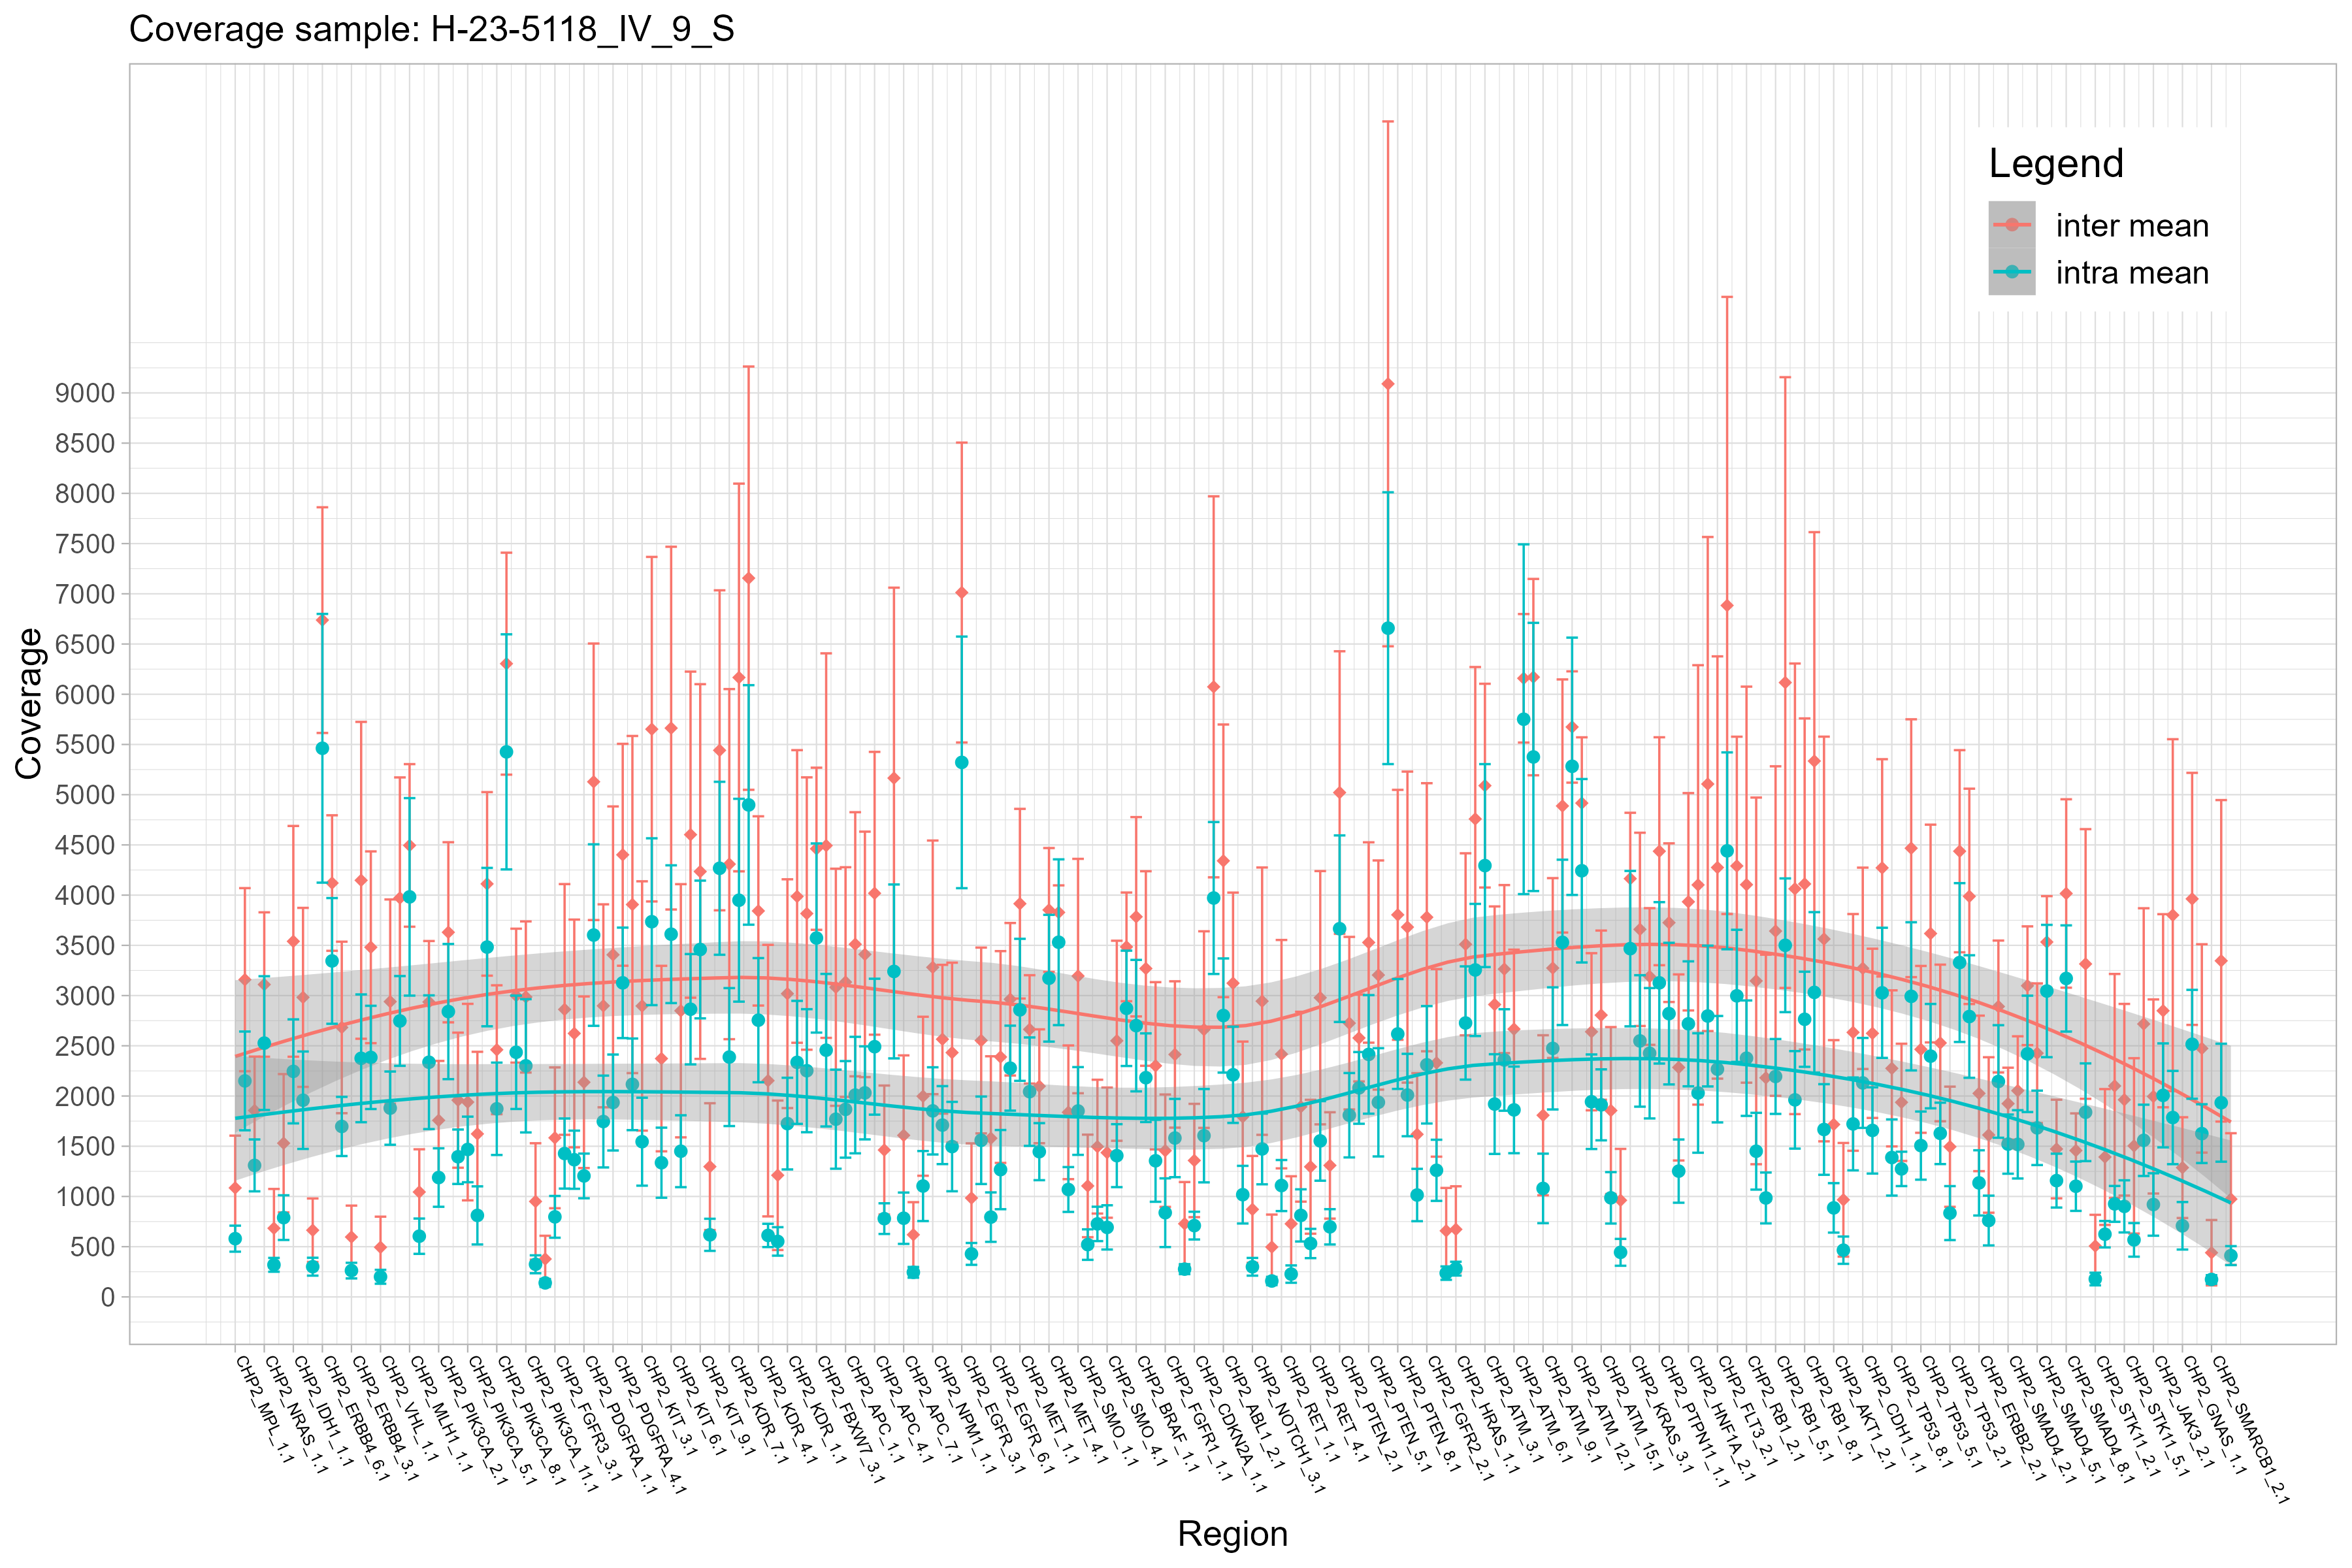 Coverage sample: H-23-5118_IV_9_S
Legend
inter mean
intra mean
Coverage
9000
8500
8000
7500
7000
6500
6000
5500
5000
4500
4000
3500
3000
2500
2000
1500
1000
500
0
CHP2_MPL_1.1
CHP2_NRAS_1.1
CHP2_IDH1_1.1
CHP2_ERBB4_6.1
CHP2_ERBB4_3.1
CHP2_VHL_1.1
CHP2_MLH1_1.1
CHP2_PIK3CA_2.1
CHP2_PIK3CA_5.1
CHP2_PIK3CA_8.1
CHP2_PIK3CA_11.1
CHP2_FGFR3_3.1
CHP2_PDGFRA_1.1
CHP2_PDGFRA_4.1
CHP2_KIT_3.1
CHP2_KIT_6.1
CHP2_KIT_9.1
CHP2_KDR_7.1
CHP2_KDR_4.1
CHP2_KDR_1.1
CHP2_FBXW7_3.1
CHP2_APC_1.1
CHP2_APC_4.1
CHP2_APC_7.1
CHP2_NPM1_1.1
CHP2_EGFR_3.1
CHP2_EGFR_6.1
CHP2_MET_1.1
CHP2_MET_4.1
CHP2_SMO_1.1
CHP2_SMO_4.1
CHP2_BRAF_1.1
CHP2_FGFR1_1.1
CHP2_CDKN2A_1.1
CHP2_ABL1_2.1
CHP2_NOTCH1_3.1
CHP2_RET_1.1
CHP2_RET_4.1
CHP2_PTEN_2.1
CHP2_PTEN_5.1
CHP2_PTEN_8.1
CHP2_FGFR2_2.1
CHP2_HRAS_1.1
CHP2_ATM_3.1
CHP2_ATM_6.1
CHP2_ATM_9.1
CHP2_ATM_12.1
CHP2_ATM_15.1
CHP2_KRAS_3.1
CHP2_PTPN11_1.1
CHP2_HNF1A_2.1
CHP2_FLT3_2.1
CHP2_RB1_2.1
CHP2_RB1_5.1
CHP2_RB1_8.1
CHP2_AKT1_2.1
CHP2_CDH1_1.1
CHP2_TP53_8.1
CHP2_TP53_5.1
CHP2_TP53_2.1
CHP2_ERBB2_2.1
CHP2_SMAD4_2.1
CHP2_SMAD4_5.1
CHP2_SMAD4_8.1
CHP2_STK11_2.1
CHP2_STK11_5.1
CHP2_JAK3_2.1
CHP2_GNAS_1.1
CHP2_SMARCB1_2.1
Region